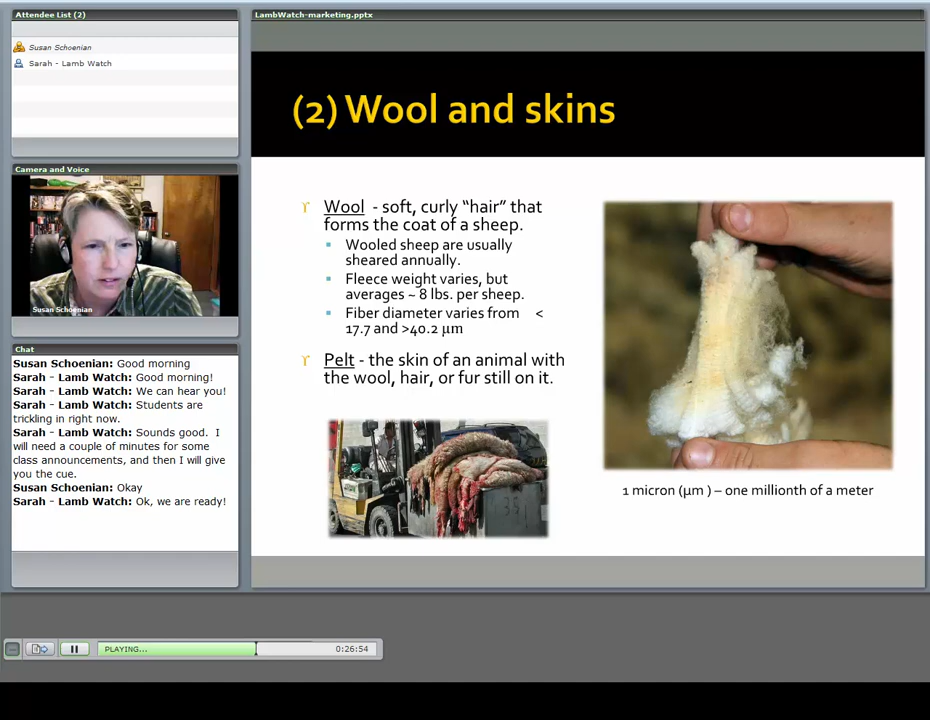 Attendee List (2)
Susan Schoenian
Sarah - Lamb Watch
Camera and Voice
Susan Schoenian
Chat
Susan Schoenian: Good morning
Sarah - Lamb Watch: Good morning!
Sarah - Lamb Watch: We can hear you!
Sarah - Lamb Watch: Students are
trickling in right now.
Sarah - Lamb Watch: Sounds good. I
will need a couple of minutes for some
class announcements, and then I will give
you the cue.
Susan Schoenian: Okay
Sarah - Lamb Watch: Ok, we are ready!
LambWatch-marketing.pptx
(2) Wool and skins
Wool - soft, curly “hair” that
forms the coat of a sheep.
Wooled sheep are usually
sheared annually.
Fleece weight varies, but
averages ~ 8 lbs. per sheep.
Fiber diameter varies from <
17.7 and >40.2 µm
Pelt - the skin of an animal with
the wool, hair, or fur still on it.
35
1 micron (µm ) – one millionth of a meter
PLAYING...
0:26:54